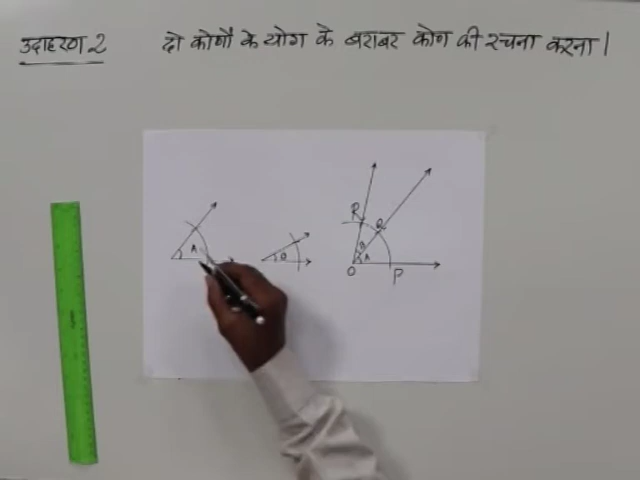 उदाहरण 2 दो कोणों के योग के बराबर कोण की रचना करना।
A
B
R
Q
B
A
O
P